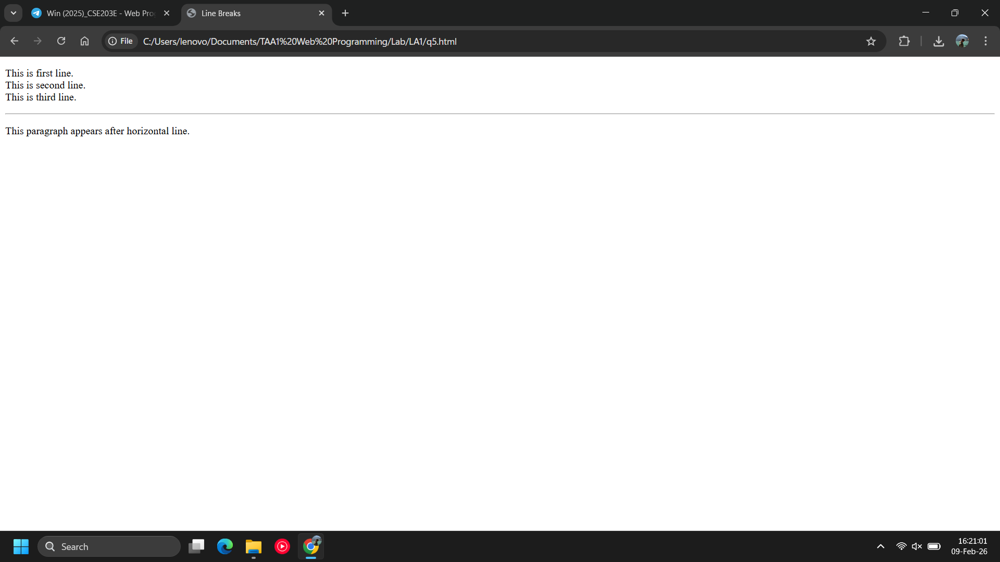 Win (2025)_CSE203E - Web Pro
Line Breaks
File
C:/Users/lenovo/Documents/TAA1%20Web%20Programming/Lab/LA1/q5.html
This is first line.
This is second line.
This is third line.
This paragraph appears after horizontal line.
Search
16:21:01
09-Feb-26